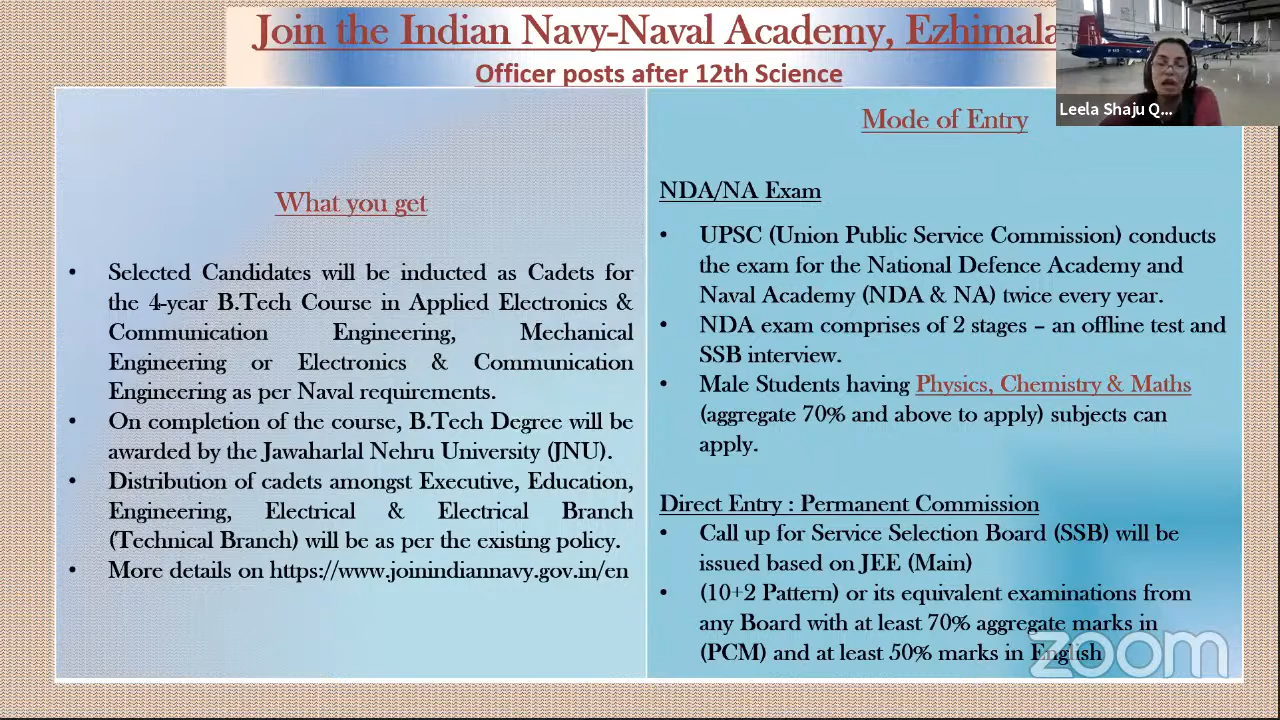 Join the Indian Navy-Naval Academy, Ezhimala
Officer posts after 12th Science
Leela Shaju Q...
What you get
• Selected Candidates will be inducted as Cadets for
the 4-year B.Tech Course in Applied Electronics &
Communication Engineering, Mechanical
Engineering or Electronics & Communication
Engineering as per Naval requirements.
• On completion of the course, B.Tech Degree will be
awarded by the Jawaharlal Nehru University (JNU).
• Distribution of cadets amongst Executive, Education,
Engineering, Electrical & Electrical Branch
(Technical Branch) will be as per the existing policy.
• More details on https://www.joinindiannavy.gov.in/en
Mode of Entry
NDA/NA Exam
• UPSC (Union Public Service Commission) conducts
the exam for the National Defence Academy and
Naval Academy (NDA & NA) twice every year.
• NDA exam comprises of 2 stages – an offline test and
SSB interview.
• Male Students having Physics, Chemistry & Maths
(aggregate 70% and above to apply) subjects can
apply.
Direct Entry : Permanent Commission
• Call up for Service Selection Board (SSB) will be
issued based on JEE (Main)
• (10+2 Pattern) or its equivalent examinations from
any Board with at least 70% aggregate marks in
(PCM) and at least 50% marks in English
zoom